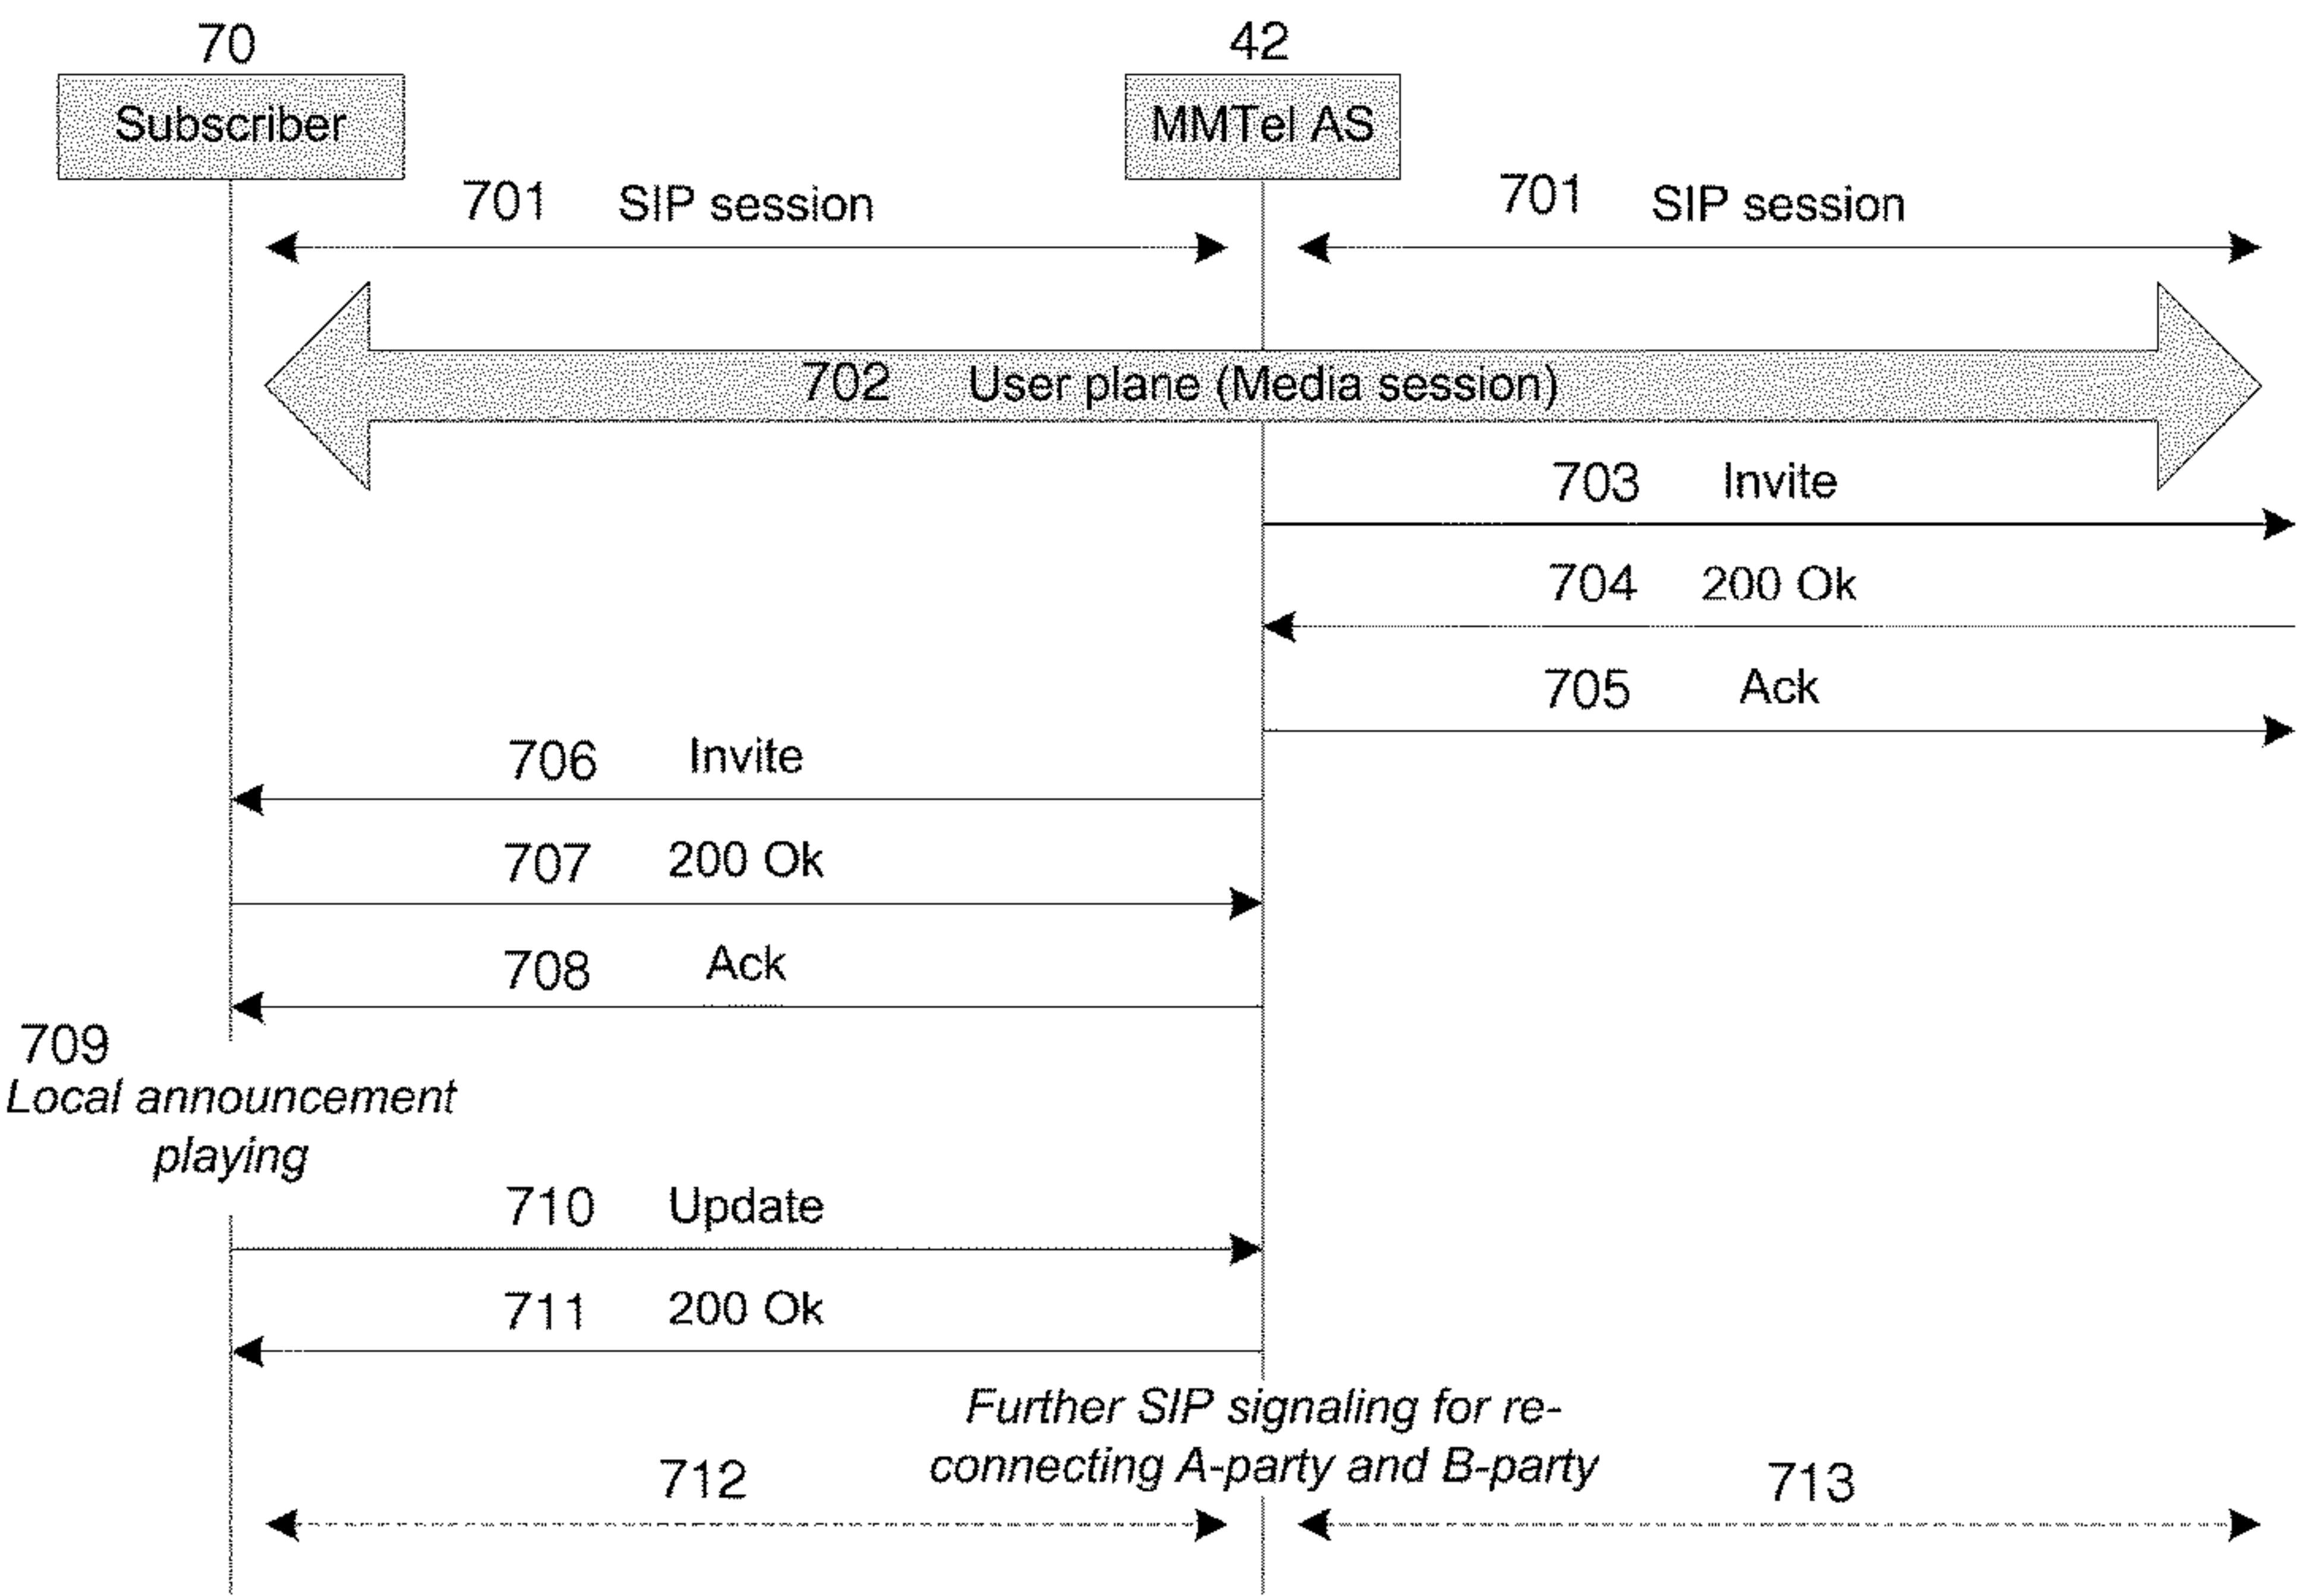 70
42
Subscriber
MMTel AS
701 SIP session
701 SIP session
702 User plane (Media session)
703 Invite
704 200 Ok
705 Ack
706 Invite
707 200 Ok
708 Ack
709
Local announcement
playing
710 Update
711 200 Ok
Further SIP signaling for re-
connecting A-party and B-party
712
713